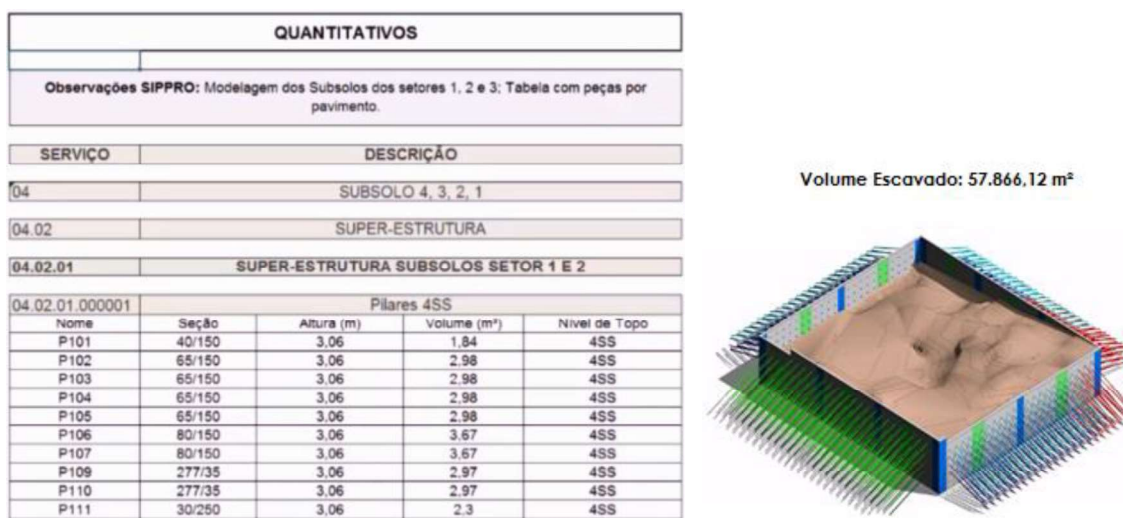 QUANTITATIVOS
Observações SIPPRO: Modelagem dos Subsolos dos setores 1, 2 e 3; Tabela com peças por
pavimento.
SERVIÇO DESCRIÇÃO
04 SUBSOLO 4, 3, 2, 1
04.02 SUPER-ESTRUTURA
04.02.01 SUPER-ESTRUTURA SUBSOLOS SETOR 1 E 2
04.02.01.000001 Pilares 4SS
Nome Seção Altura (m) Volume (m³) Nível de Topo
P101 40/150 3,06 1,84 4SS
P102 65/150 3,06 2,98 4SS
P103 65/150 3,06 2,98 4SS
P104 65/150 3,06 2,98 4SS
P105 65/150 3,06 2,98 4SS
P106 80/150 3,06 3,67 4SS
P107 80/150 3,06 3,67 4SS
P109 277/35 3,06 2,97 4SS
P110 277/35 3,06 2,97 4SS
P111 30/250 3,06 2,3 4SS
Volume Escavado: 57.866,12 m²